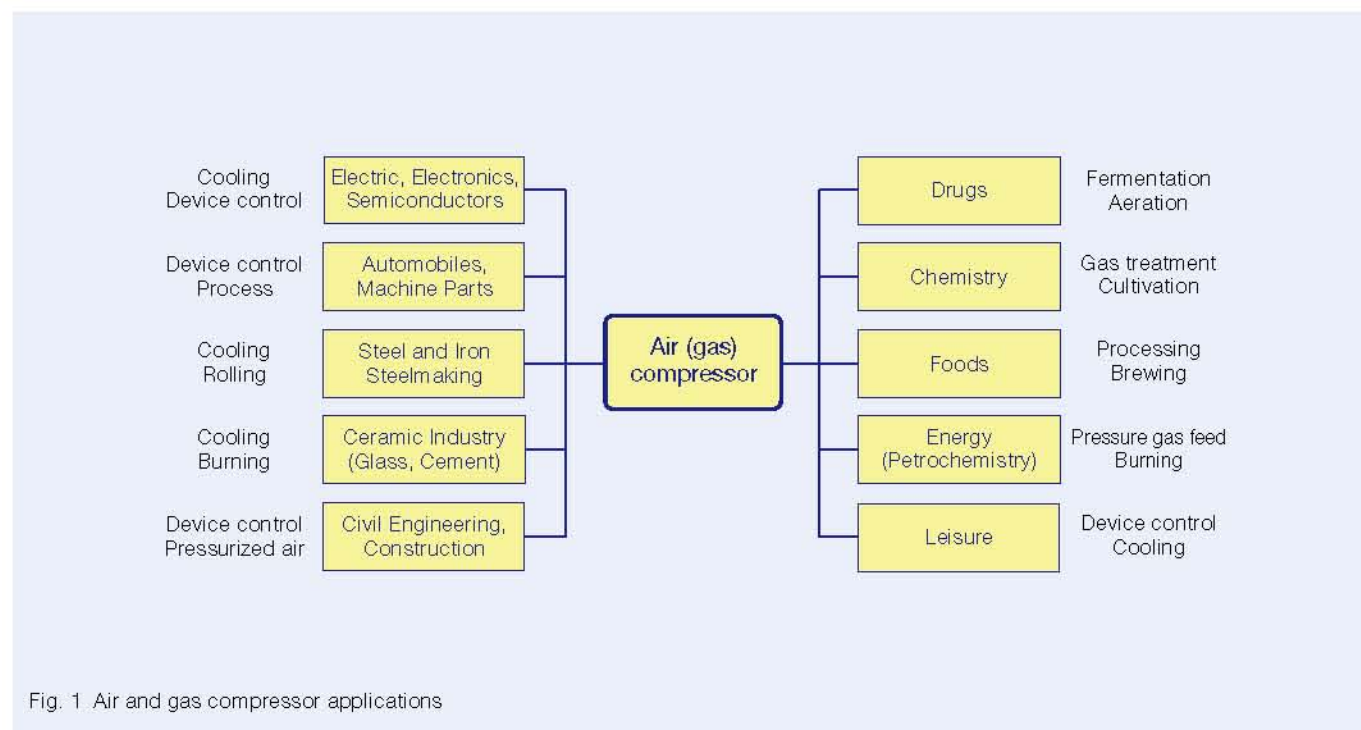 Cooling
Device control
Electric, Electronics,
Semiconductors
Device control
Process
Automobiles,
Machine Parts
Cooling
Rolling
Steel and Iron
Steelmaking
Cooling
Burning
Ceramic Industry
(Glass, Cement)
Device control
Pressurized air
Civil Engineering,
Construction
Air (gas)
compressor
Drugs
Fermentation
Aeration
Chemistry
Gas treatment
Cultivation
Foods
Processing
Brewing
Energy
(Petrochemistry)
Pressure gas feed
Burning
Leisure
Device control
Cooling
Fig. 1 Air and gas compressor applications